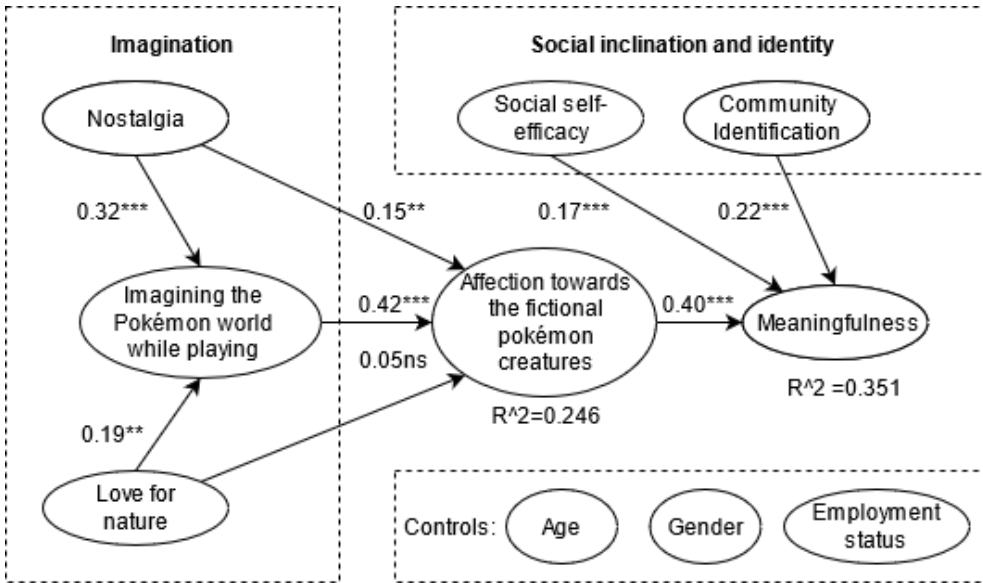 Imagination
Social inclination and identity
Nostalgia
Social self-
efficacy
Community
Identification
0.32***
0.15**
0.17***
0.22***
Imagining the
Pokémon world
while playing
0.42***
Affection towards
the fictional
pokémon
creatures
0.40***
Meaningfulness
0.05ns
R^2 =0.351
R^2=0.246
0.19**
Love for
nature
Controls:
Age
Gender
Employment
status